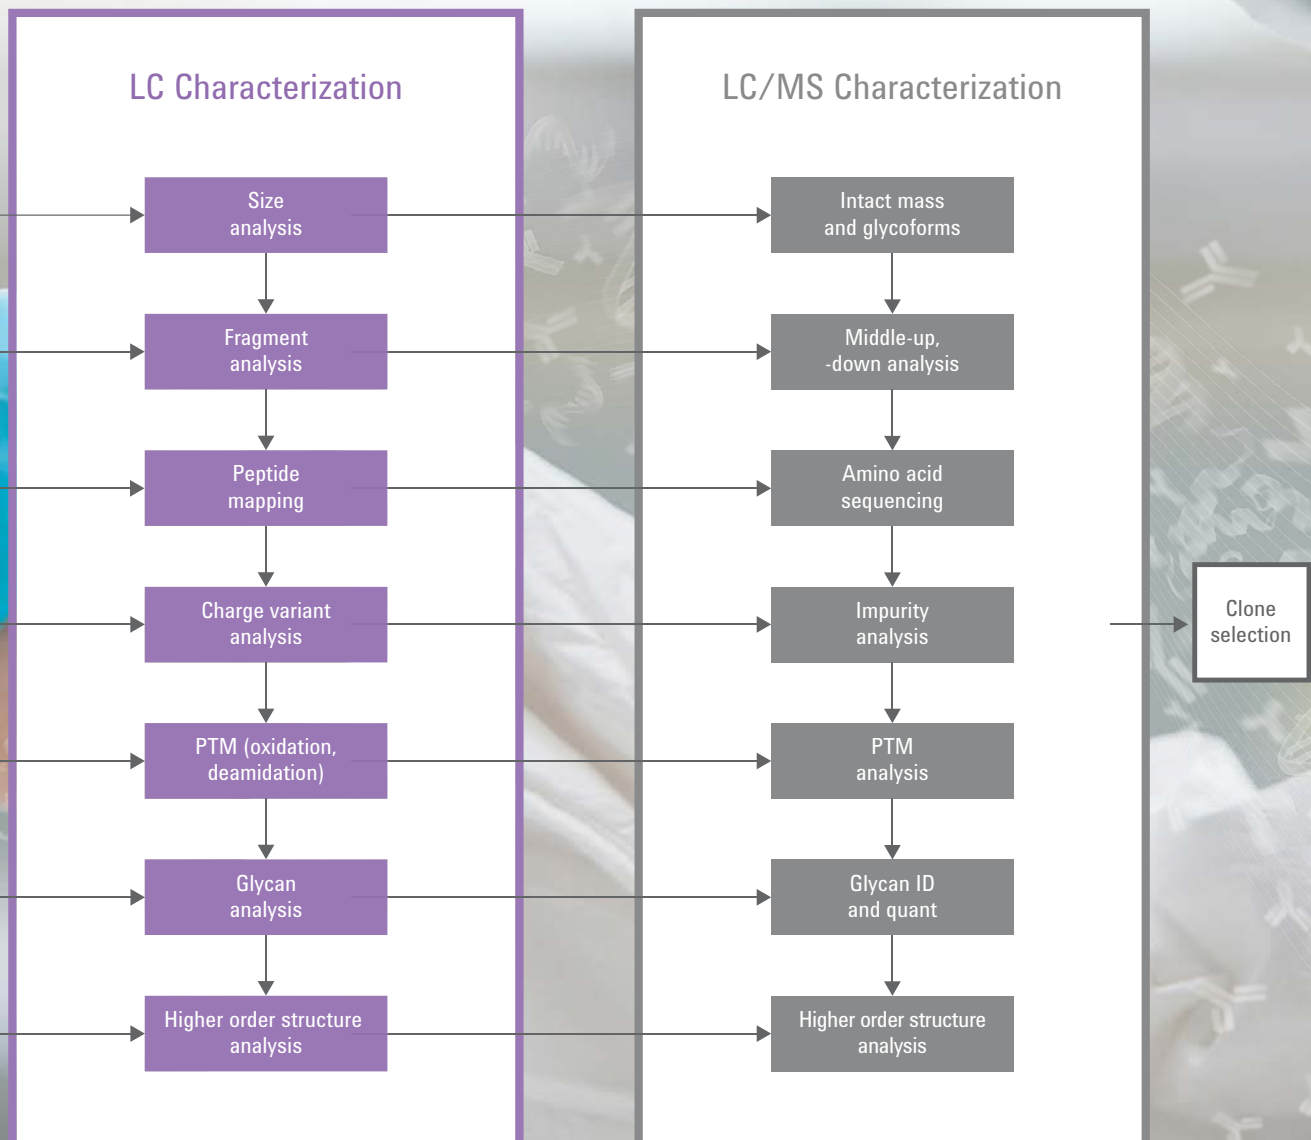 LC Characterization
Size
analysis
Fragment
analysis
Peptide
mapping
Charge variant
analysis
PTM (oxidation,
deamidation)
Glycan
analysis
Higher order structure
analysis
LC/MS Characterization
Intact mass
and glycoforms
Middle-up,
-down analysis
Amino acid
sequencing
Impurity
analysis
PTM
analysis
Glycan ID
and quant
Higher order structure
analysis
Clone
selection